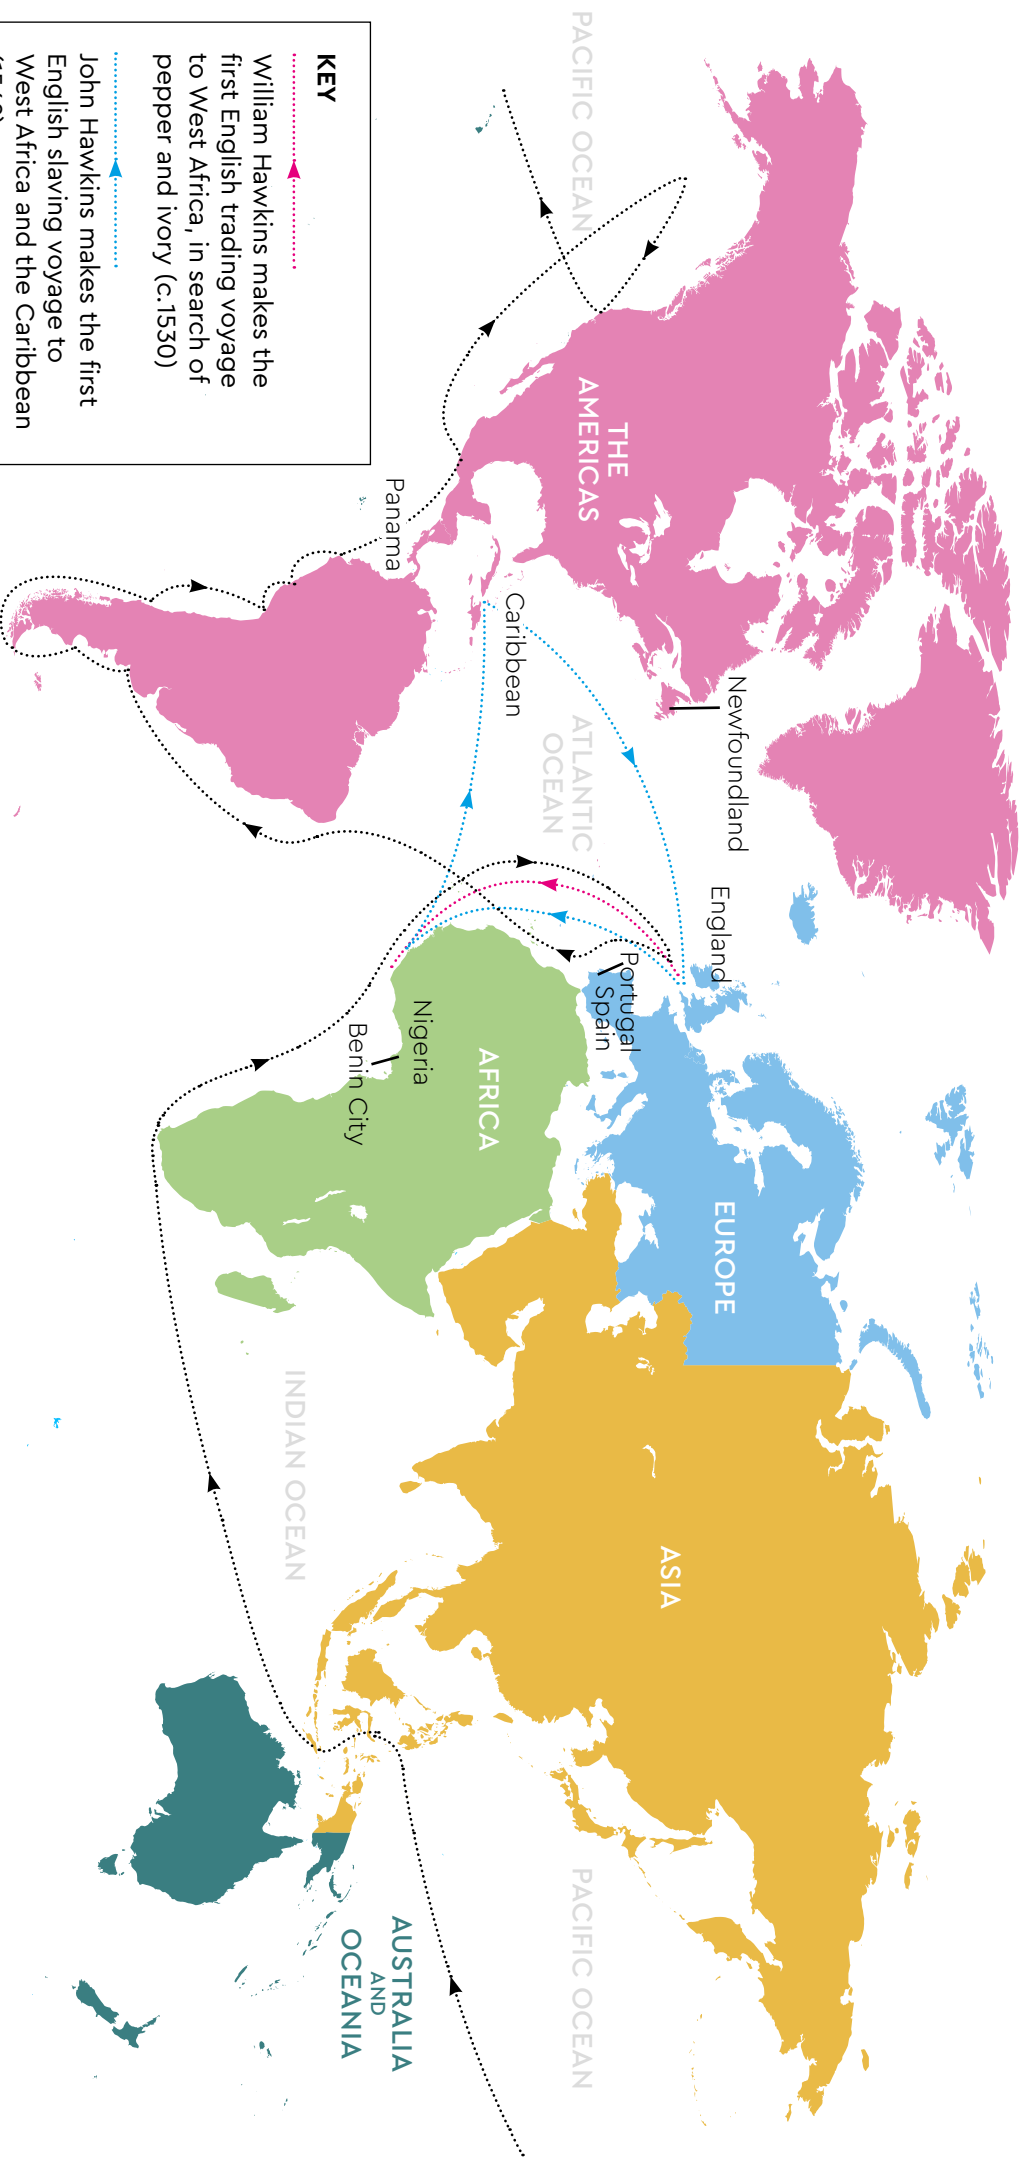 PACIFIC OCEAN
THE
AMERICAS
Newfoundland
Caribbean
Panama
ATLANTIC
OCEAN
England
Portugal
Spain
EUROPE
AFRICA
Nigeria
Benin City
ASIA
INDIAN OCEAN
PACIFIC OCEAN
AUSTRALIA
AND
OCEANIA
KEY
William Hawkins makes the
first English trading voyage
to West Africa, in search of
pepper and ivory (c.1530)
John Hawkins makes the first
English slaving voyage to
West Africa and the Caribbean